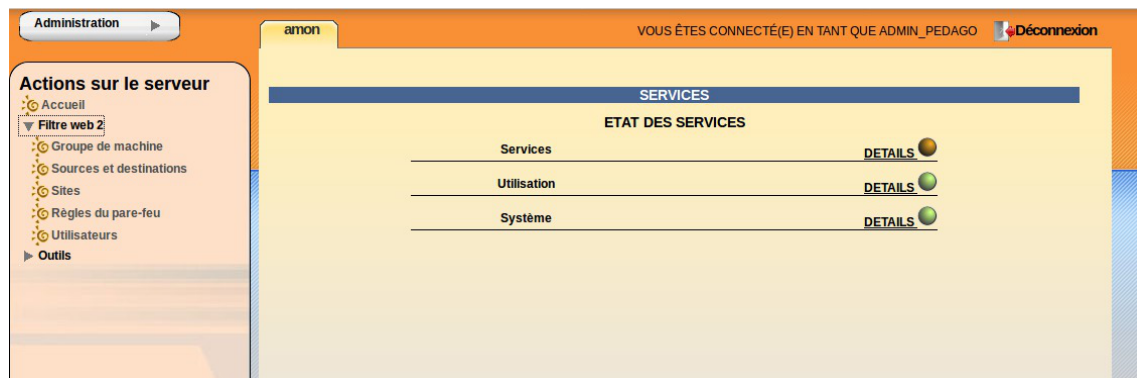 Administration
amon
VOUS ÊTES CONNECTÉ(E) EN TANT QUE ADMIN_PEDAGO
Déconnexion
Actions sur le serveur
Accueil
Filtre web 2
Groupe de machine
Sources et destinations
Sites
Règles du pare-feu
Utilisateurs
Outils
SERVICES
ETAT DES SERVICES
Services DETAILS
Utilisation DETAILS
Système DETAILS